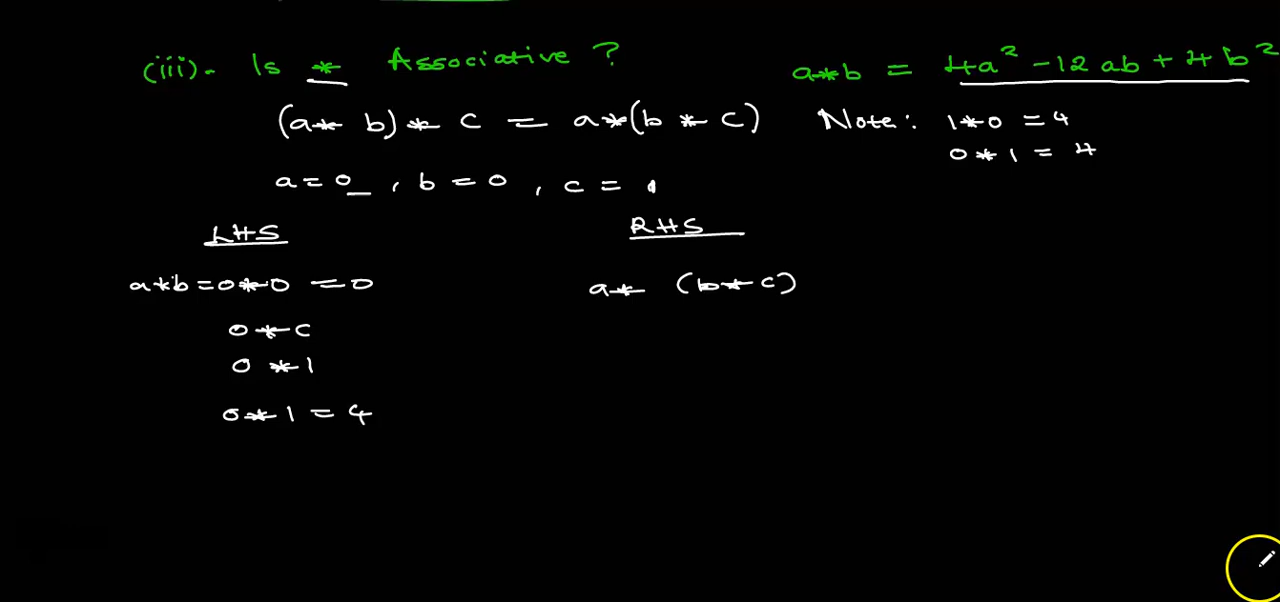 (iii). Is * Associative ?
a*b = 4a² - 12ab + 4b²
(a * b) * c = a*(b * c)
Note: 1*0 = 4
0 * 1 = 4
a = 0 , b = 0 , c = 1
LHS
RHS
a*b = 0*0 = 0
a* (b*c)
0 * c
0 * 1
0 * 1 = 4